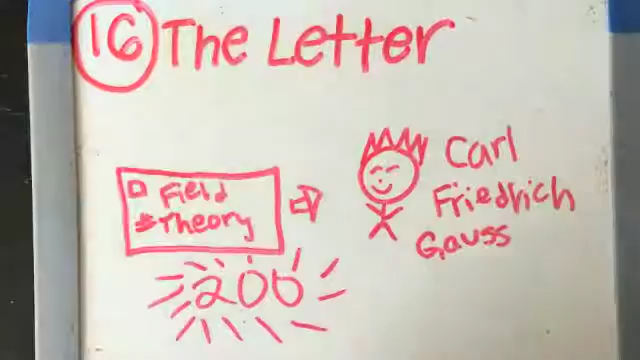 16 The Letter
Field
Theory
200
Carl
Friedrich
Gauss